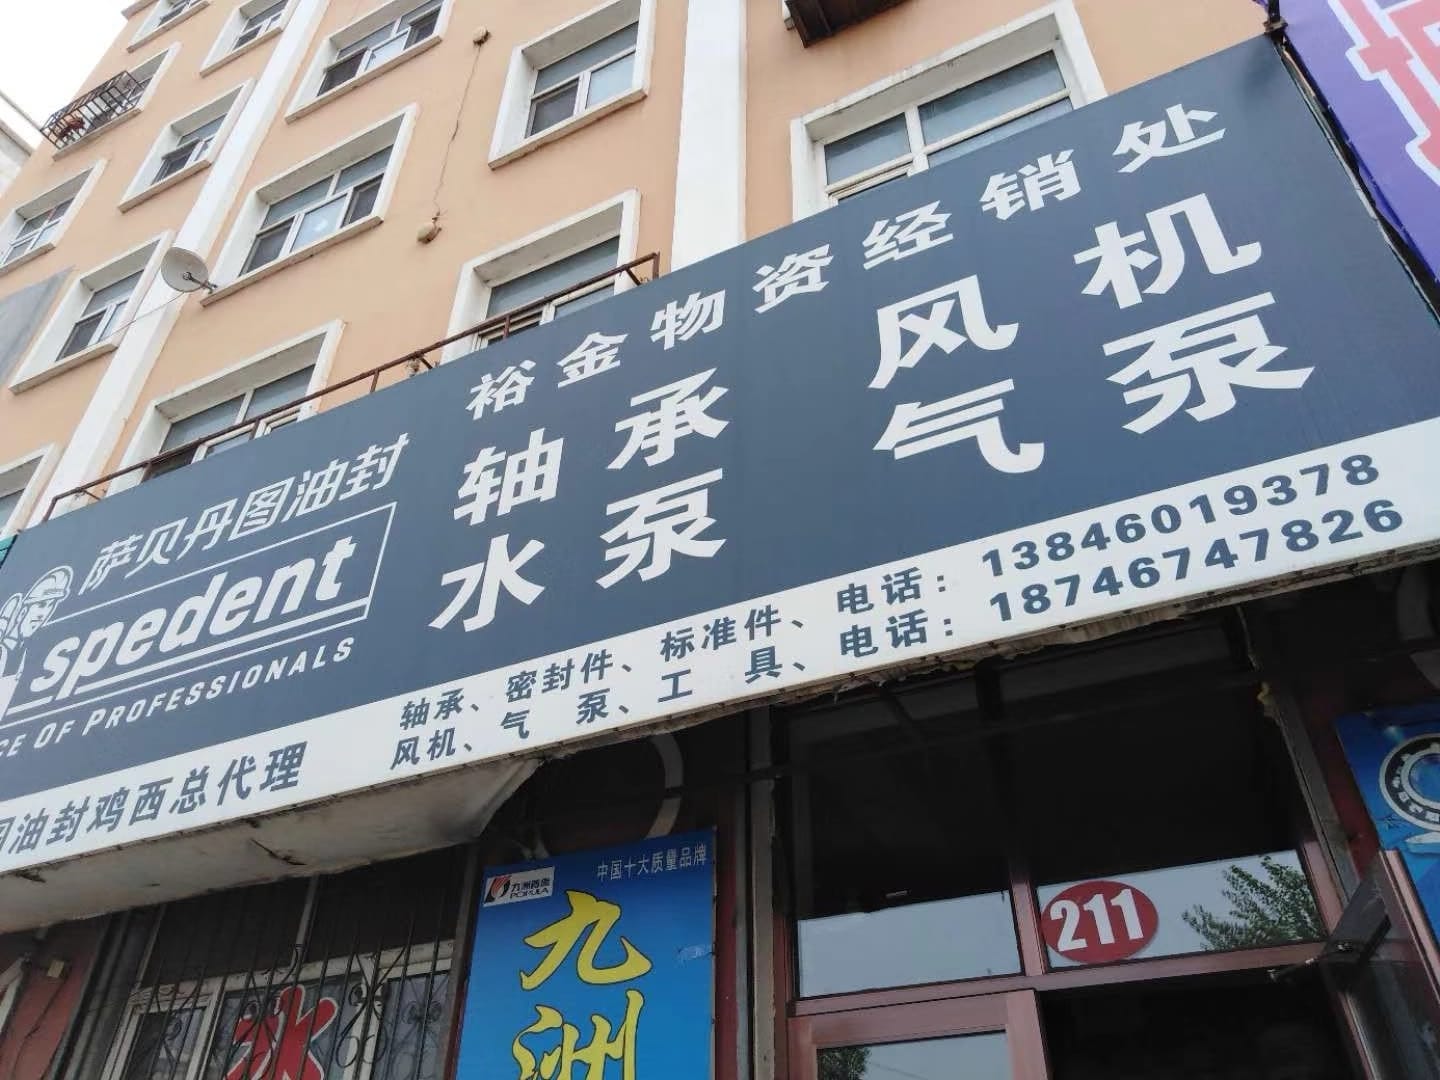 裕金物资经销处
轴承 风机
水泵 气泵
萨贝丹图油封
spedent
CE OF PROFESSIONALS
油封鸡西总代理
轴承、密封件、标准件、电话：13846019378
风机、气泵、工具、电话：18746747826
中国十大质量品牌
POPULA
九洲
211
冰